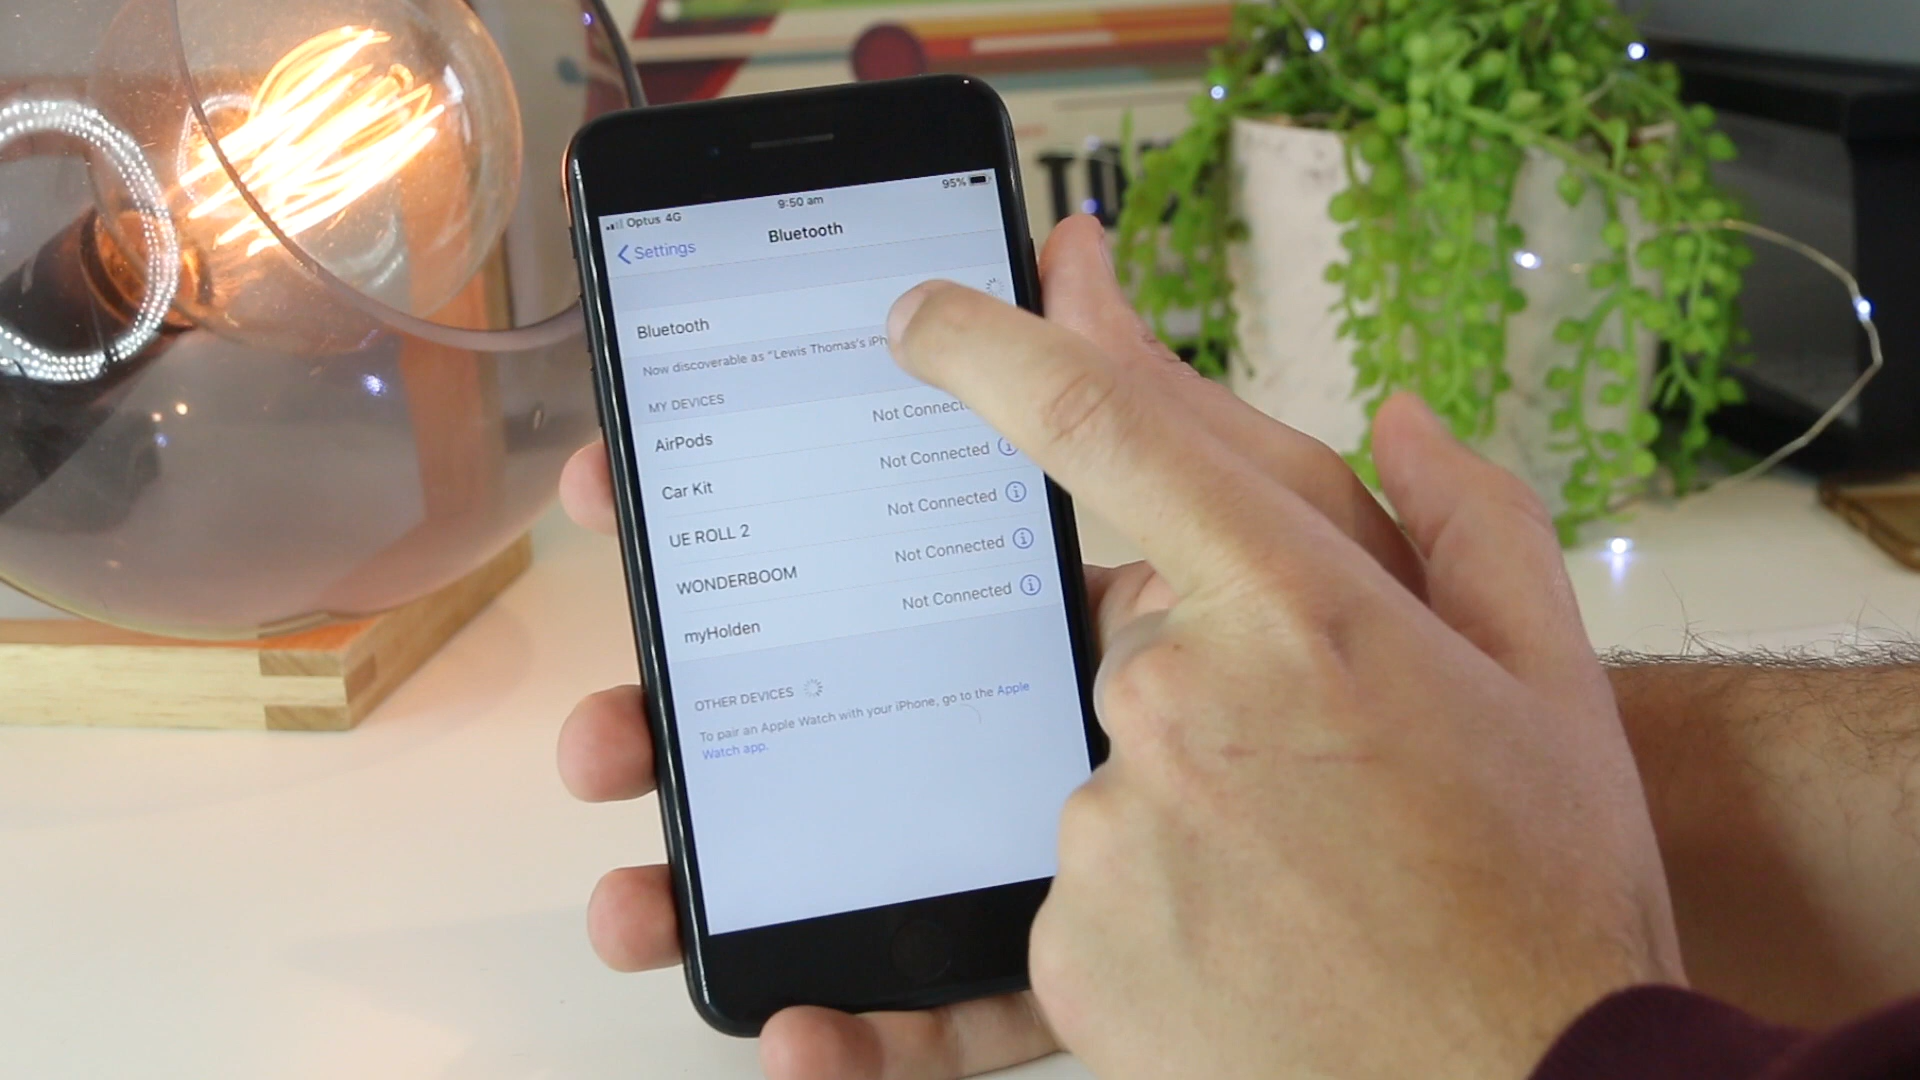 Optus 4G 9:50 am 95%
Settings Bluetooth
Bluetooth
Now discoverable as “Lewis Thomas's iPh
MY DEVICES
AirPods Not Connect
Car Kit Not Connected
UE ROLL 2 Not Connected
WONDERBOOM Not Connected
myHolden Not Connected
OTHER DEVICES
To pair an Apple Watch with your iPhone, go to the Apple
Watch app.